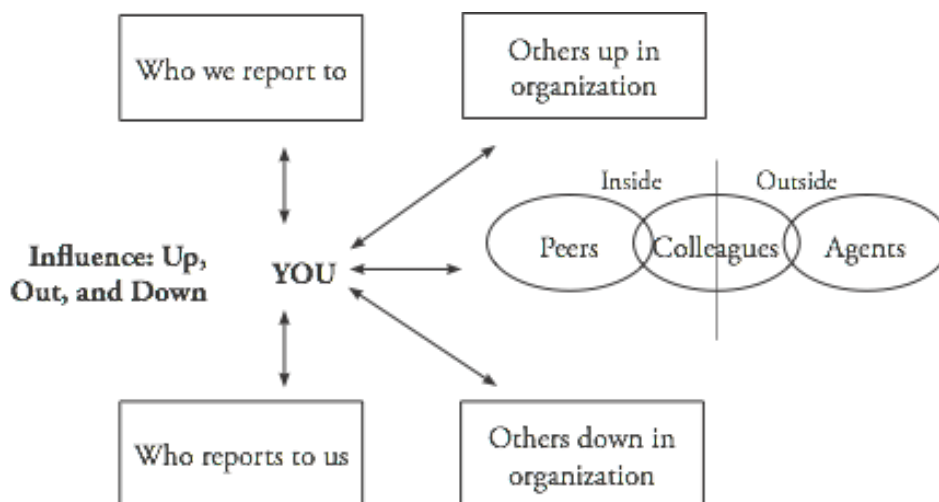 Who we report to
Others up in
organization
Inside
Outside
Peers
Colleagues
Agents
Influence: Up,
Out, and Down
YOU
Who reports to us
Others down in
organization